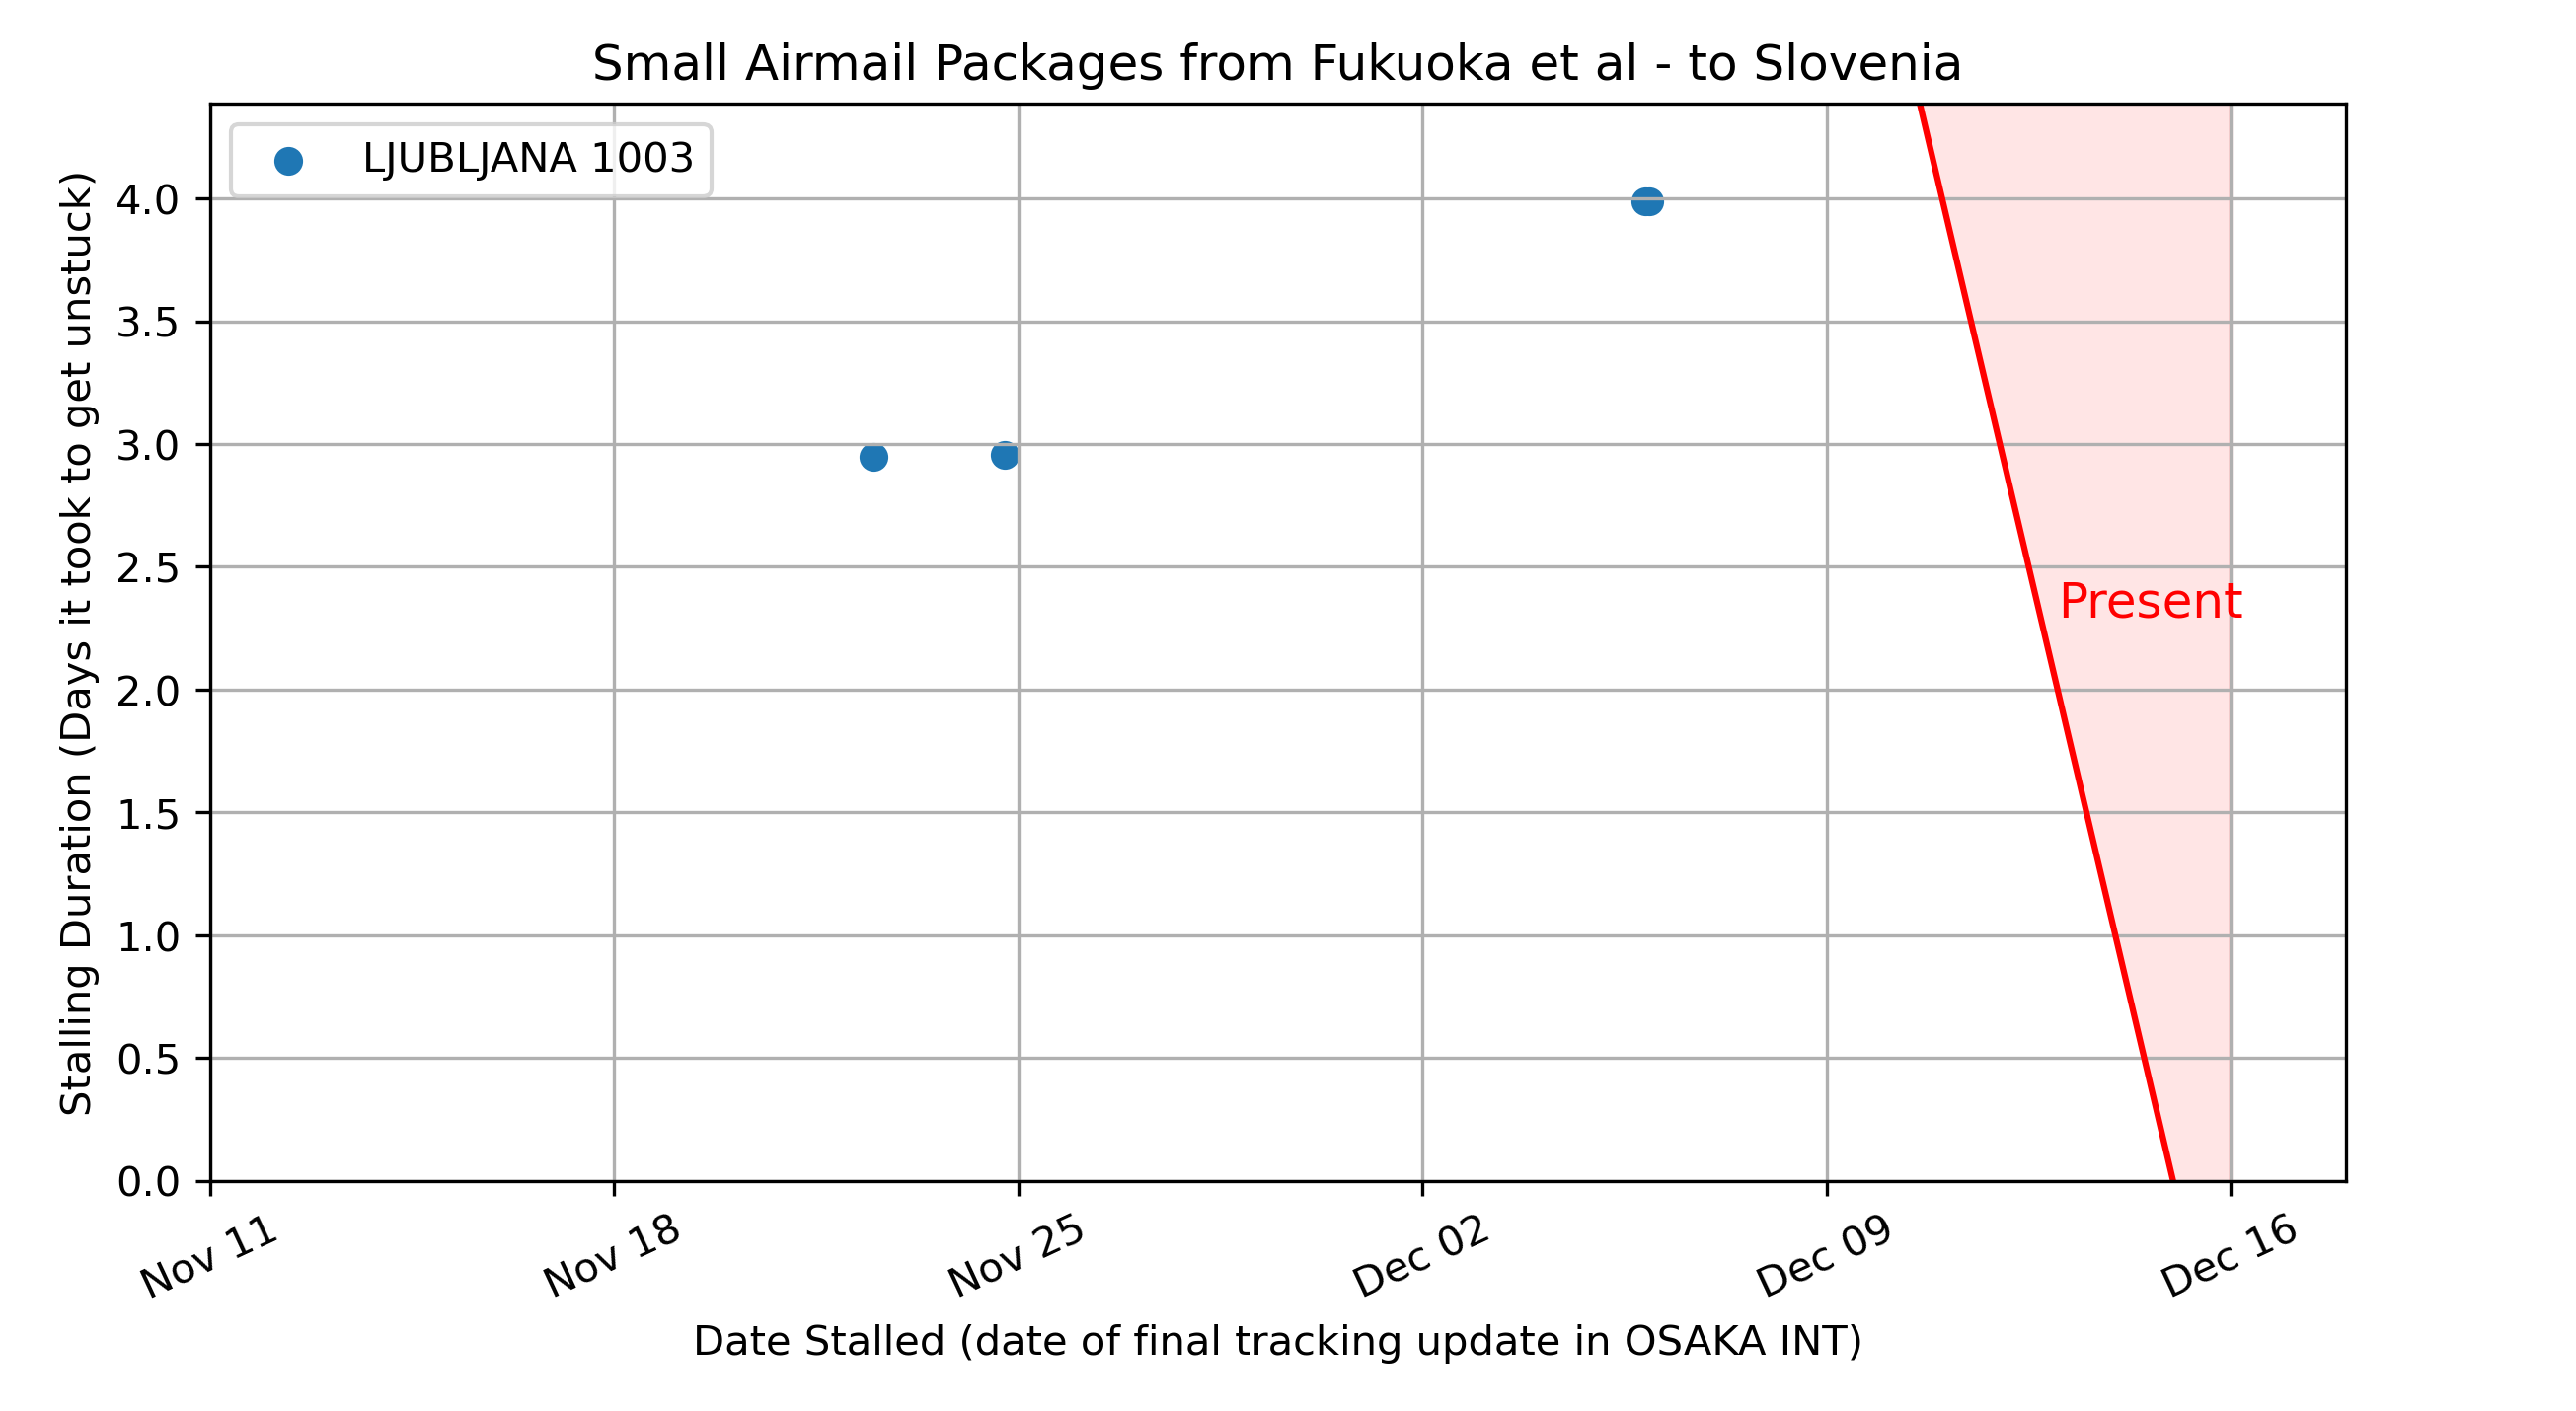 Small Airmail Packages from Fukuoka et al - to Slovenia
LJUBLJANA 1003
Stalling Duration (Days it took to get unstuck)
4.0
3.5
3.0
2.5
2.0
1.5
1.0
0.5
0.0
Present
Nov 11
Nov 18
Nov 25
Dec 02
Dec 09
Dec 16
Date Stalled (date of final tracking update in OSAKA INT)